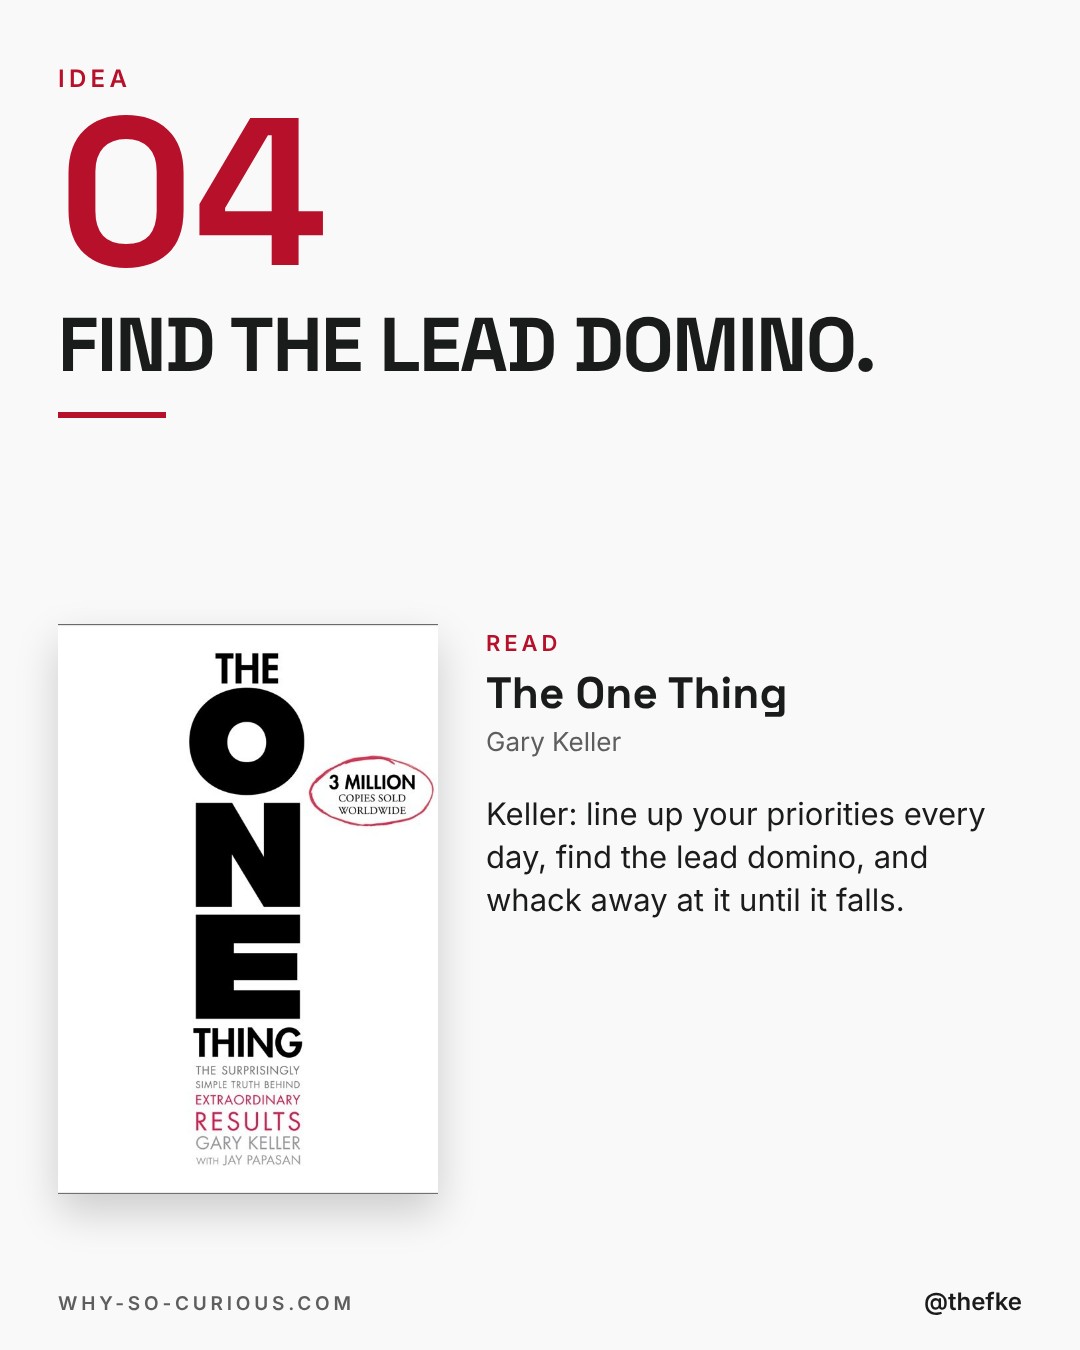 IDEA
04
FIND THE LEAD DOMINO.
THE
ONE
THING
THE SURPRISINGLY
SIMPLE TRUTH BEHIND
EXTRAORDINARY
RESULTS
GARY KELLER
WITH JAY PAPASAN
3 MILLION
COPIES SOLD
WORLDWIDE
READ
The One Thing
Gary Keller
Keller: line up your priorities every
day, find the lead domino, and
whack away at it until it falls.
WHY-SO-CURIOUS.COM
@thefke